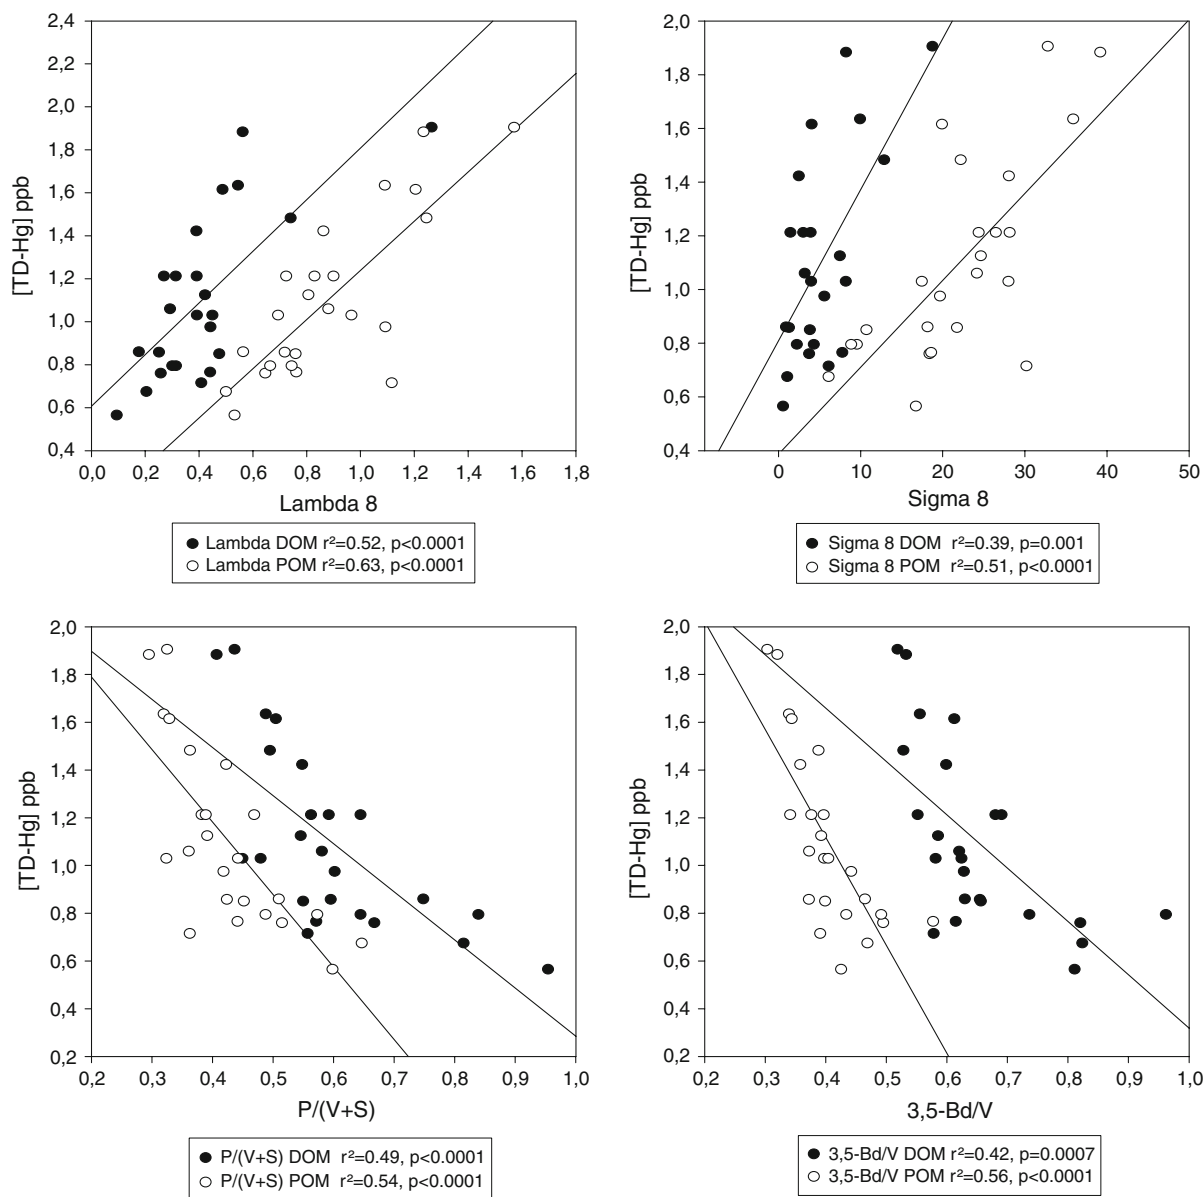 2,4
2,2
2,0
1,8
1,6
1,4
1,2
1,0
0,8
0,6
0,4
[TD-Hg] ppb
0,0 0,2 0,4 0,6 0,8 1,0 1,2 1,4 1,6 1,8
Lambda 8
Lambda DOM r²=0.52, p<0.0001
Lambda POM r²=0.63, p<0.0001
2,0
1,8
1,6
1,4
1,2
1,0
0,8
0,6
0,4
[TD-Hg] ppb
0 10 20 30 40 50
Sigma 8
Sigma 8 DOM r²=0.39, p=0.001
Sigma 8 POM r²=0.51, p<0.0001
2,0
1,8
1,6
1,4
1,2
1,0
0,8
0,6
0,4
0,2
[TD-Hg] ppb
0,2 0,3 0,4 0,5 0,6 0,7 0,8 0,9 1,0
P/(V+S)
P/(V+S) DOM r²=0.49, p<0.0001
P/(V+S) POM r²=0.54, p<0.0001
2,0
1,8
1,6
1,4
1,2
1,0
0,8
0,6
0,4
0,2
[TD-Hg] ppb
0,2 0,3 0,4 0,5 0,6 0,7 0,8 0,9 1,0
3,5-Bd/V
3,5-Bd/V DOM r²=0.42, p=0.0007
3,5-Bd/V POM r²=0.56, p<0.0001